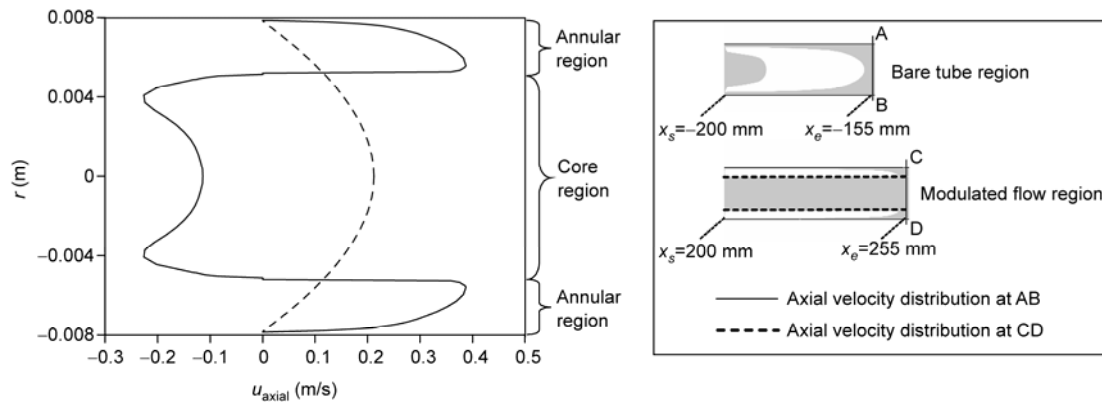 0.008
0.004
0
−0.004
−0.008
r (m)
−0.3 −0.2 −0.1 0 0.1 0.2 0.3 0.4 0.5
u_axial (m/s)
Annular
region
Core
region
Annular
region
A
Bare tube region
B
x_s=−200 mm
x_e=−155 mm
C
Modulated flow region
D
x_s=200 mm
x_e=255 mm
Axial velocity distribution at AB
Axial velocity distribution at CD